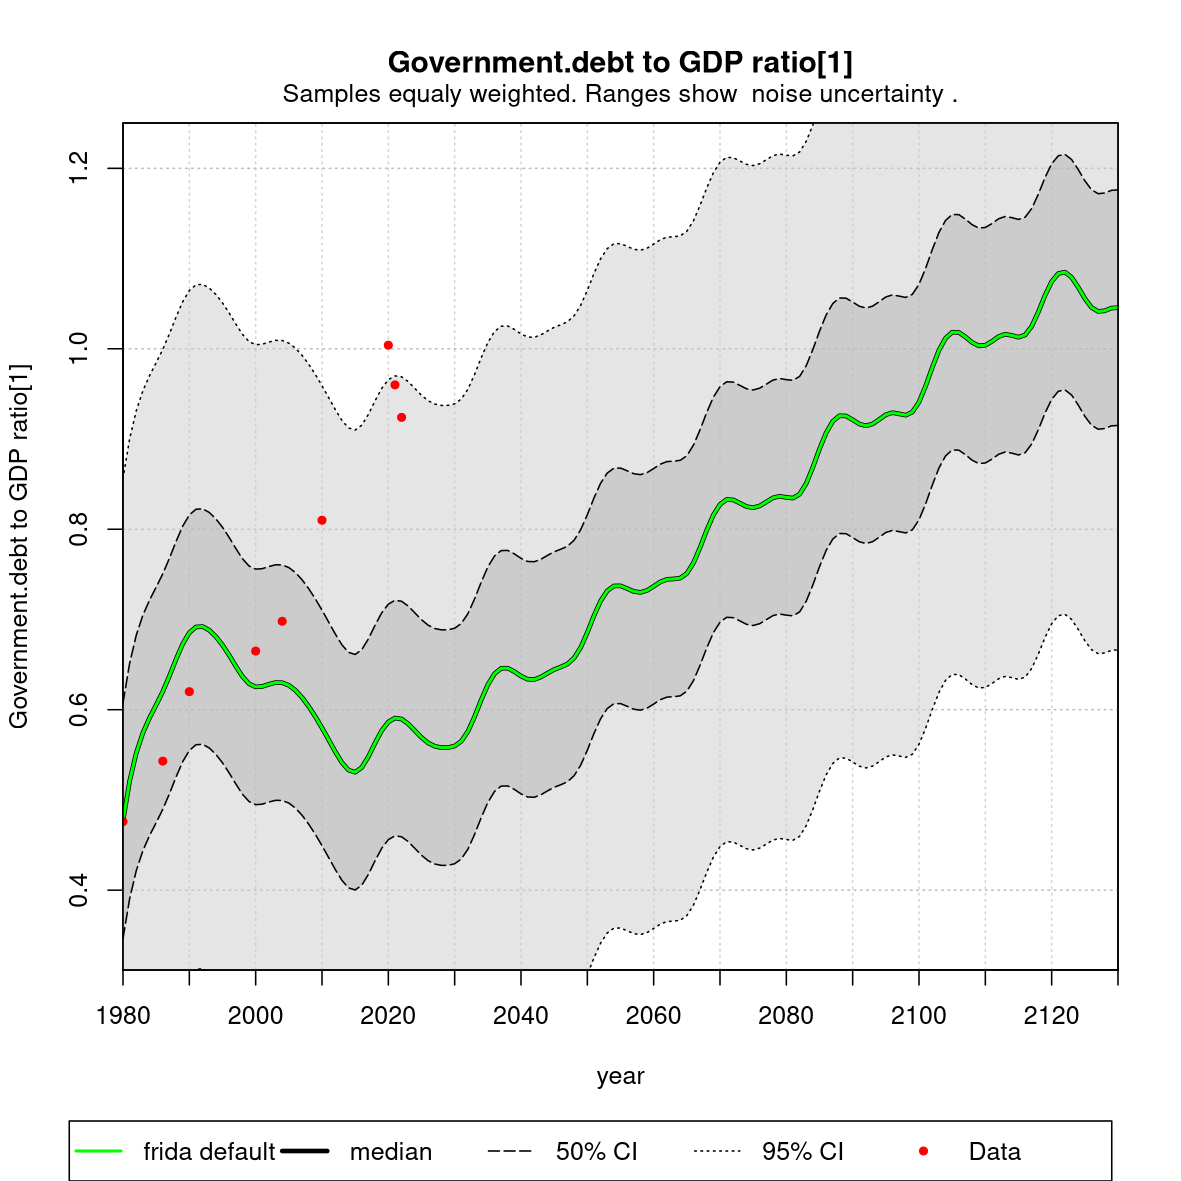 Government.debt to GDP ratio[1]
Samples equaly weighted. Ranges show  noise uncertainty .
Government.debt to GDP ratio[1]
1.2
1.0
0.8
0.6
0.4
1980 2000 2020 2040 2060 2080 2100 2120
year
frida default median 50% CI 95% CI Data